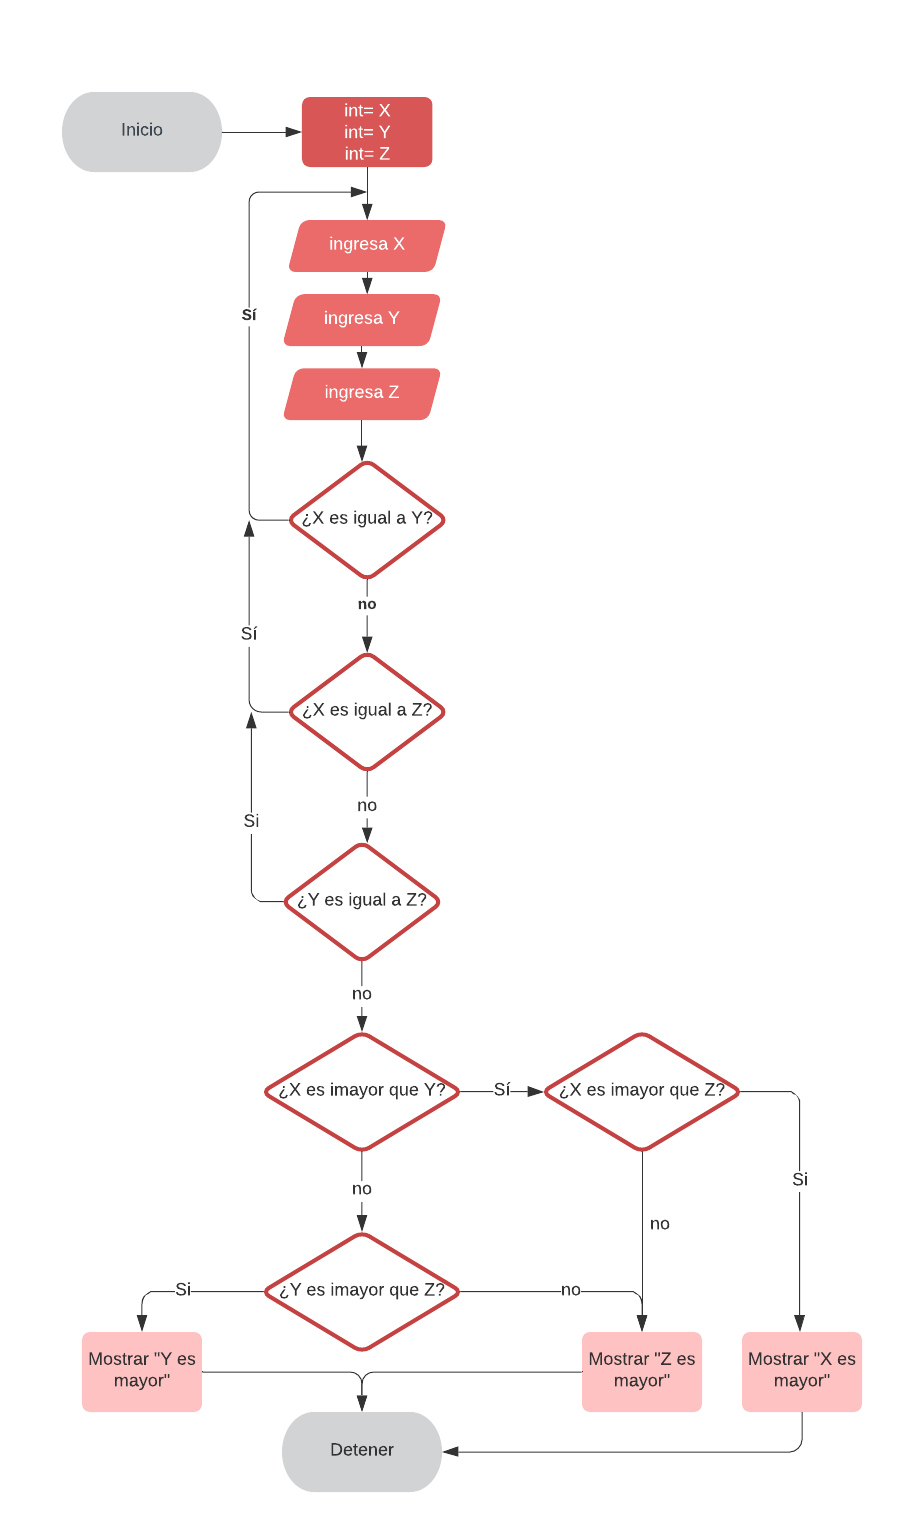 Inicio
int= X
int= Y
int= Z
ingresa X
Sí
ingresa Y
ingresa Z
¿X es igual a Y?
no
Sí
¿X es igual a Z?
no
Si
¿Y es igual a Z?
no
¿X es imayor que Y?
Sí
¿X es imayor que Z?
Si
no
no
¿Y es imayor que Z?
Si
no
Mostrar "Y es
mayor"
Mostrar "Z es
mayor"
Mostrar "X es
mayor"
Detener